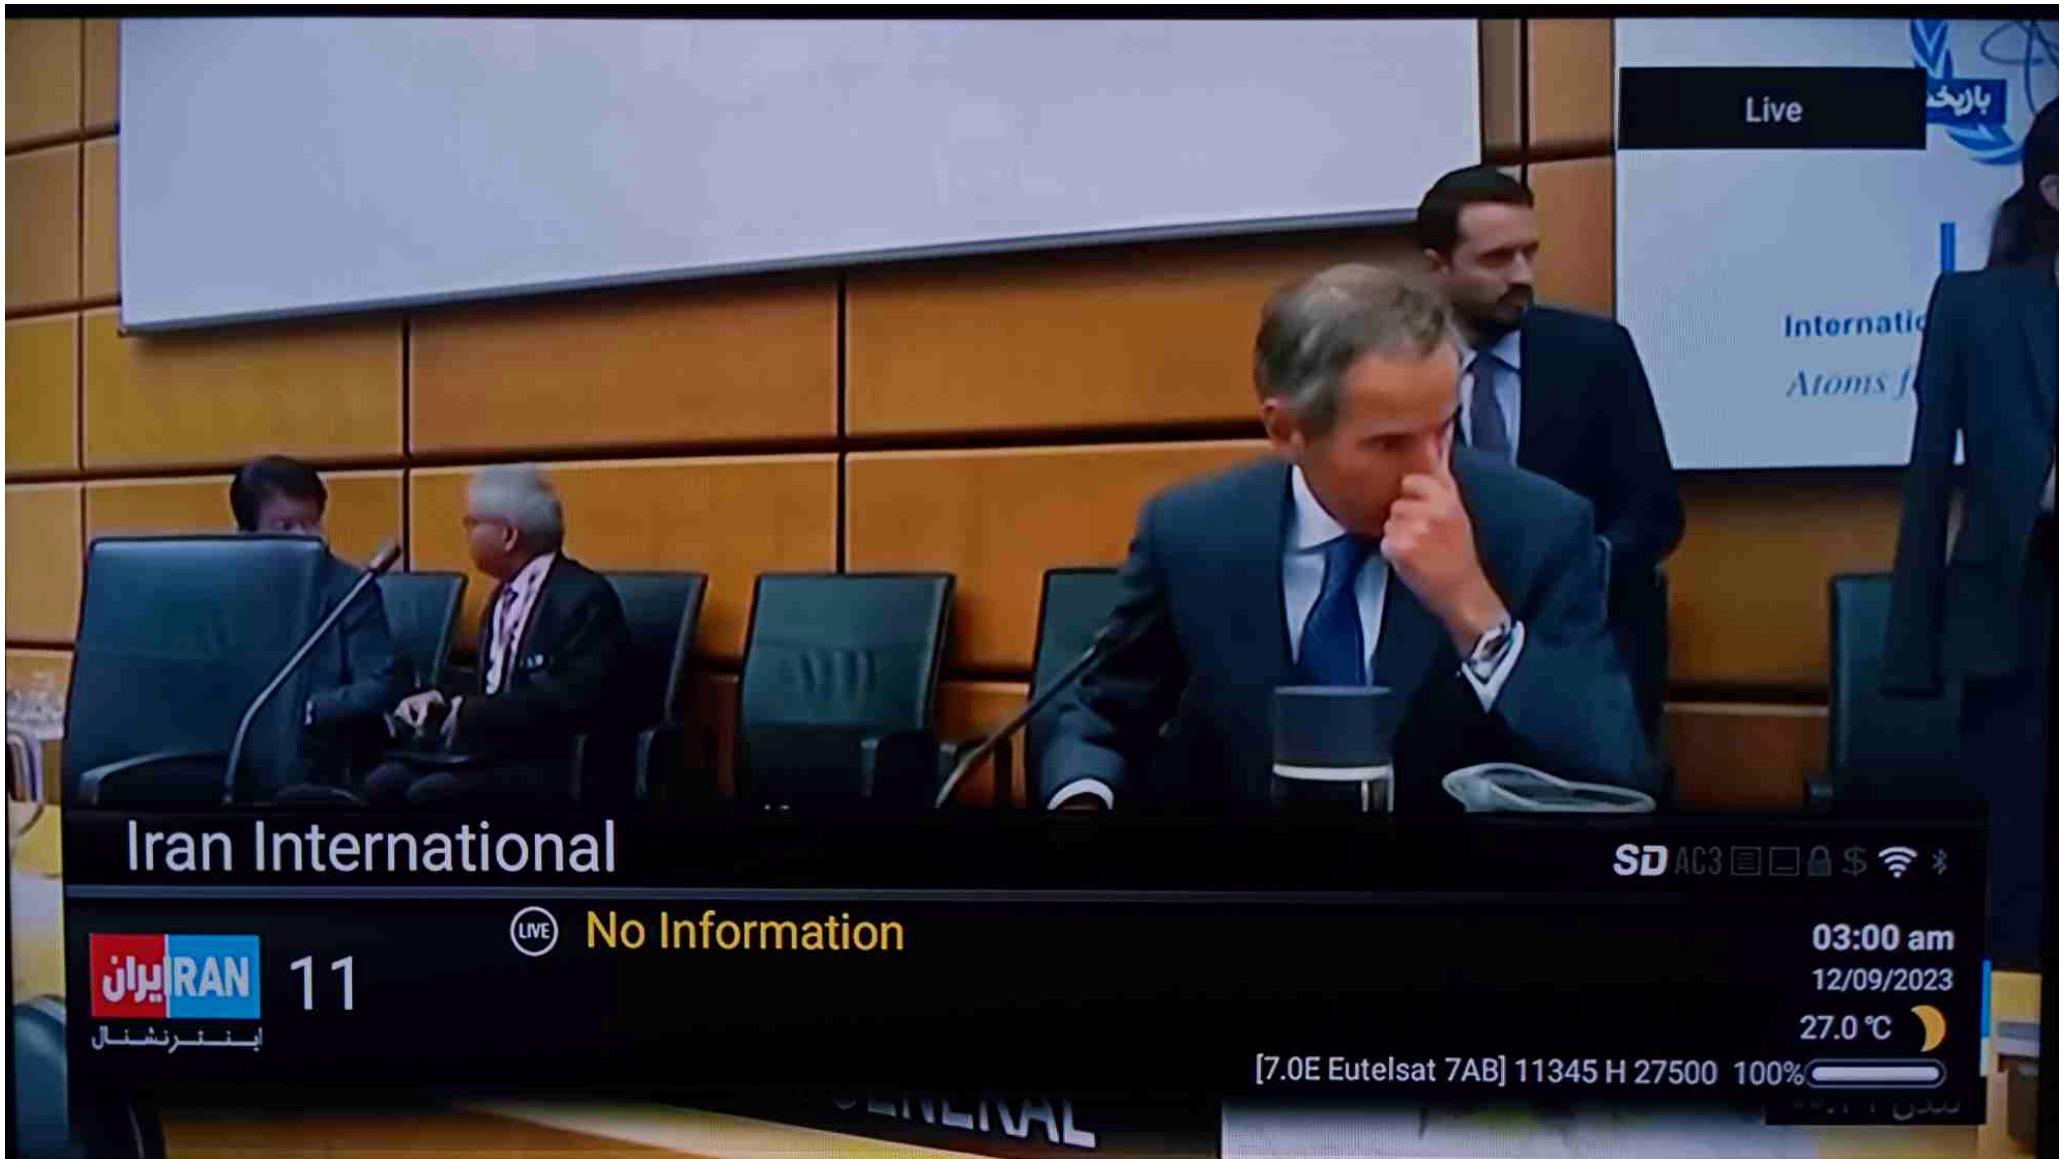 Live
Internatio
Atoms f
Iran International
SD AC3 $
LIVE No Information
ایران IRAN
اینترنشنال
11
03:00 am
12/09/2023
27.0 °C
[7.0E Eutelsat 7AB] 11345 H 27500 100%
GENERAL